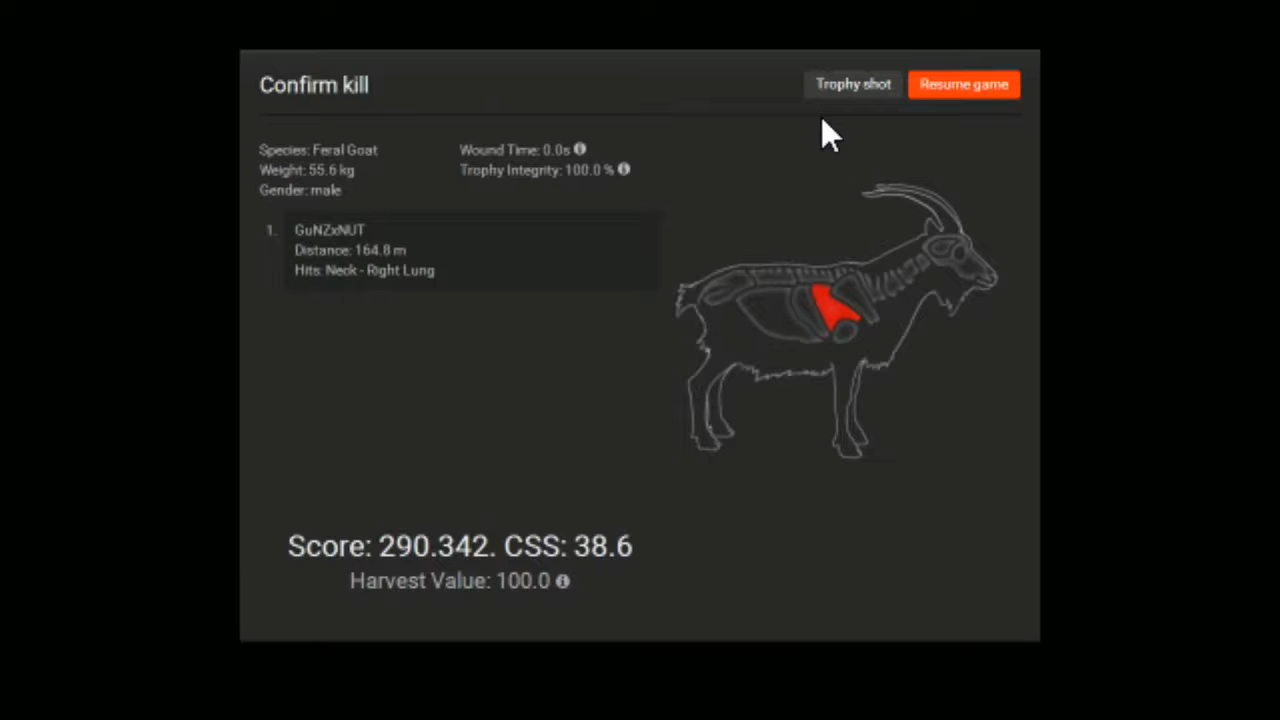 Confirm kill
Trophy shot
Resume game
Species: Feral Goat
Weight: 55.6 kg
Gender: male
Wound Time: 0.0s
Trophy Integrity: 100.0 %
1. GuNZxNUT
Distance: 164.8 m
Hits: Neck - Right Lung
Score: 290.342. CSS: 38.6
Harvest Value: 100.0